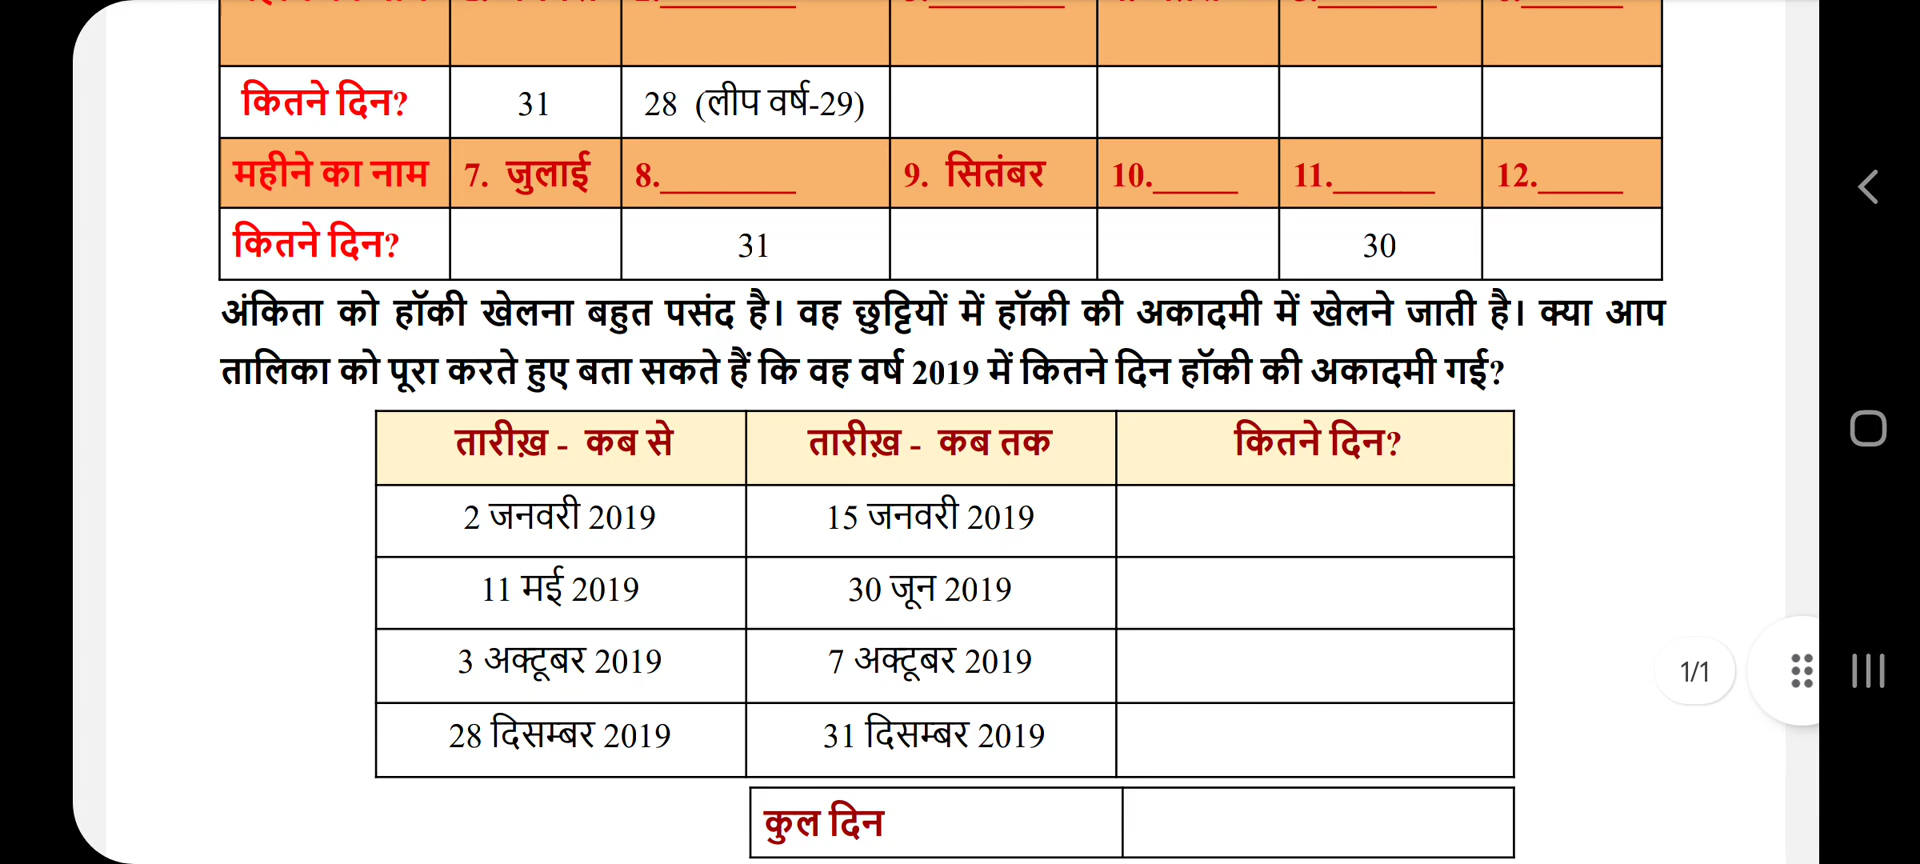 कितने दिन? 31 28 (लीप वर्ष-29)
महीने का नाम 7. जुलाई 8.________ 9. सितंबर 10._____ 11.______ 12._____
कितने दिन? 31 30
अंकिता को हॉकी खेलना बहुत पसंद है। वह छुट्टियों में हॉकी की अकादमी में खेलने जाती है। क्या आप
तालिका को पूरा करते हुए बता सकते हैं कि वह वर्ष 2019 में कितने दिन हॉकी की अकादमी गई?
तारीख़ - कब से तारीख़ - कब तक कितने दिन?
2 जनवरी 2019 15 जनवरी 2019
11 मई 2019 30 जून 2019
3 अक्टूबर 2019 7 अक्टूबर 2019
28 दिसम्बर 2019 31 दिसम्बर 2019
कुल दिन
1/1